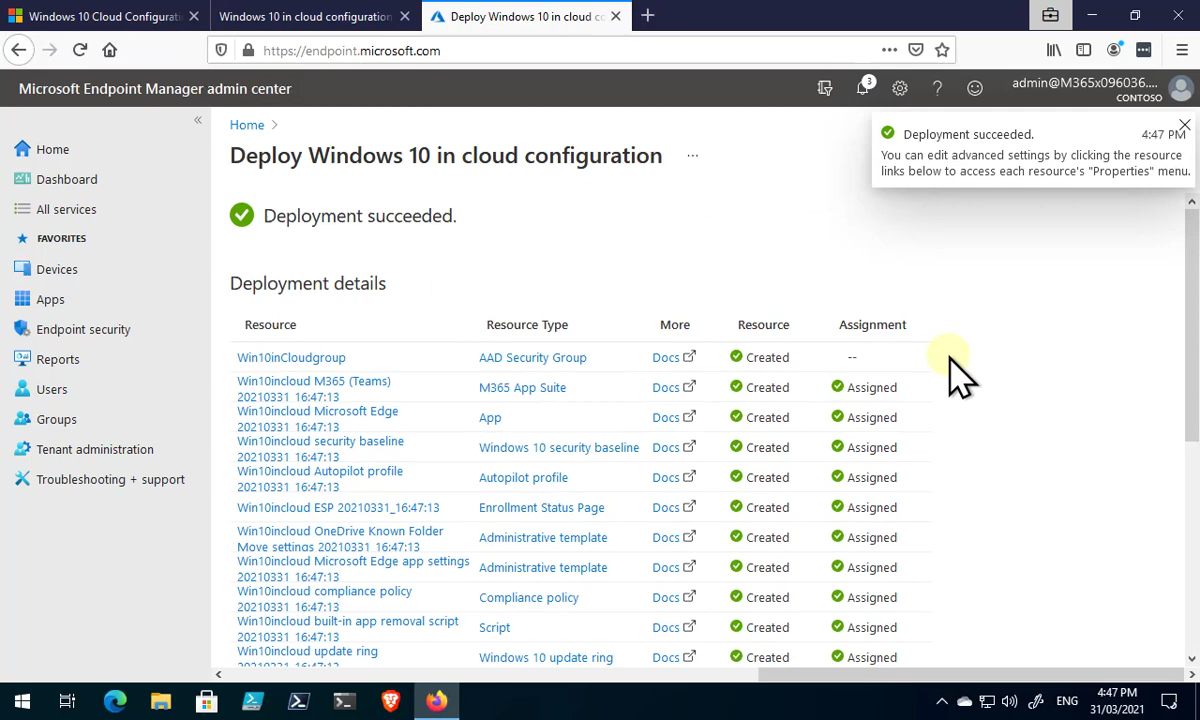 Windows 10 Cloud Configurati
Windows 10 in cloud configuration
Deploy Windows 10 in cloud co
https://endpoint.microsoft.com
Microsoft Endpoint Manager admin center
3
admin@M365x096036....
CONTOSO
Home
Dashboard
All services
FAVORITES
Devices
Apps
Endpoint security
Reports
Users
Groups
Tenant administration
Troubleshooting + support
Home
Deploy Windows 10 in cloud configuration
...
Deployment succeeded.
4:47 PM
You can edit advanced settings by clicking the resource
links below to access each resource's "Properties" menu.
Deployment succeeded.
Deployment details
Resource Resource Type More Resource Assignment
Win10inCloudgroup AAD Security Group Docs Created --
Win10incloud M365 (Teams)
20210331 16:47:13 M365 App Suite Docs Created Assigned
Win10incloud Microsoft Edge
20210331 16:47:13 App Docs Created Assigned
Win10incloud security baseline
20210331 16:47:13 Windows 10 security baseline Docs Created Assigned
Win10incloud Autopilot profile
20210331 16:47:13 Autopilot profile Docs Created Assigned
Win10incloud ESP 20210331_16:47:13 Enrollment Status Page Docs Created Assigned
Win10incloud OneDrive Known Folder
Move settings 20210331 16:47:13 Administrative template Docs Created Assigned
Win10incloud Microsoft Edge app settings
20210331 16:47:13 Administrative template Docs Created Assigned
Win10incloud compliance policy
20210331 16:47:13 Compliance policy Docs Created Assigned
Win10incloud built-in app removal script
20210331 16:47:13 Script Docs Created Assigned
Win10incloud update ring
20210331 16:47:13 Windows 10 update ring Docs Created Assigned
ENG
4:47 PM
31/03/2021